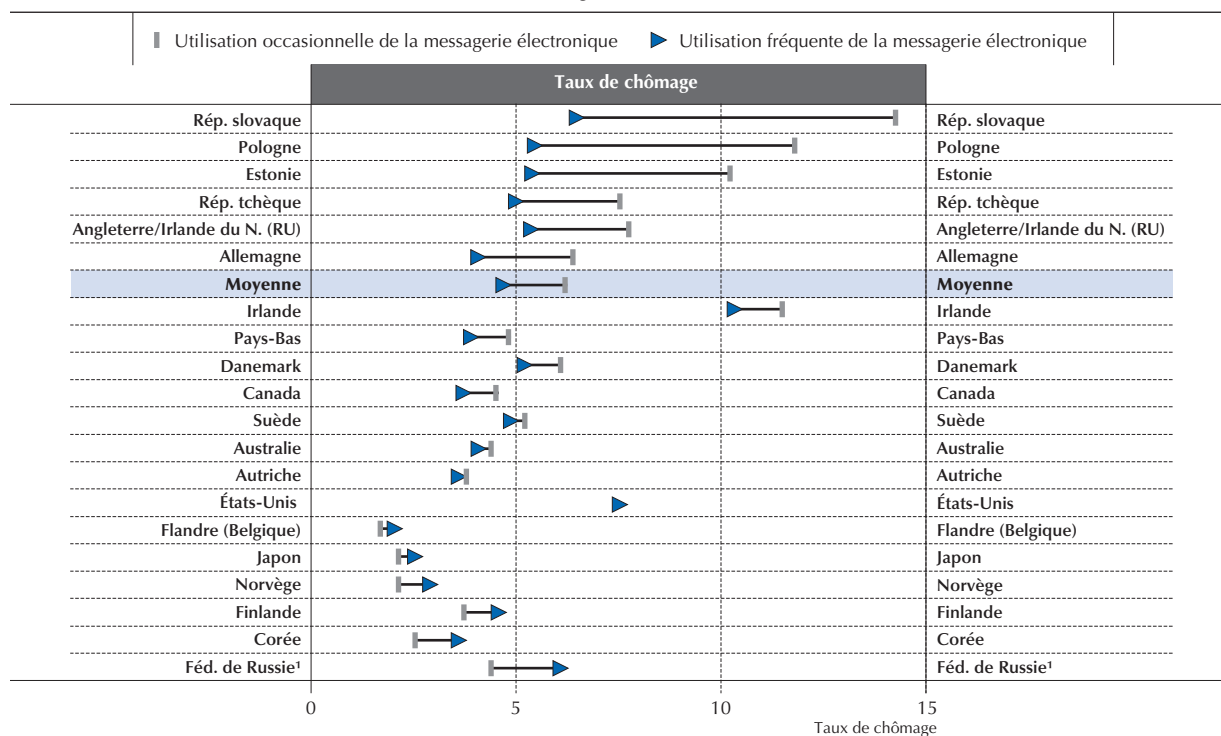 Utilisation occasionnelle de la messagerie électronique Utilisation fréquente de la messagerie électronique
Taux de chômage
Rép. slovaque Rép. slovaque
Pologne Pologne
Estonie Estonie
Rép. tchèque Rép. tchèque
Angleterre/Irlande du N. (RU) Angleterre/Irlande du N. (RU)
Allemagne Allemagne
Moyenne Moyenne
Irlande Irlande
Pays-Bas Pays-Bas
Danemark Danemark
Canada Canada
Suède Suède
Australie Australie
Autriche Autriche
États-Unis États-Unis
Flandre (Belgique) Flandre (Belgique)
Japon Japon
Norvège Norvège
Finlande Finlande
Corée Corée
Féd. de Russie¹ Féd. de Russie¹
0 5 10 15
Taux de chômage